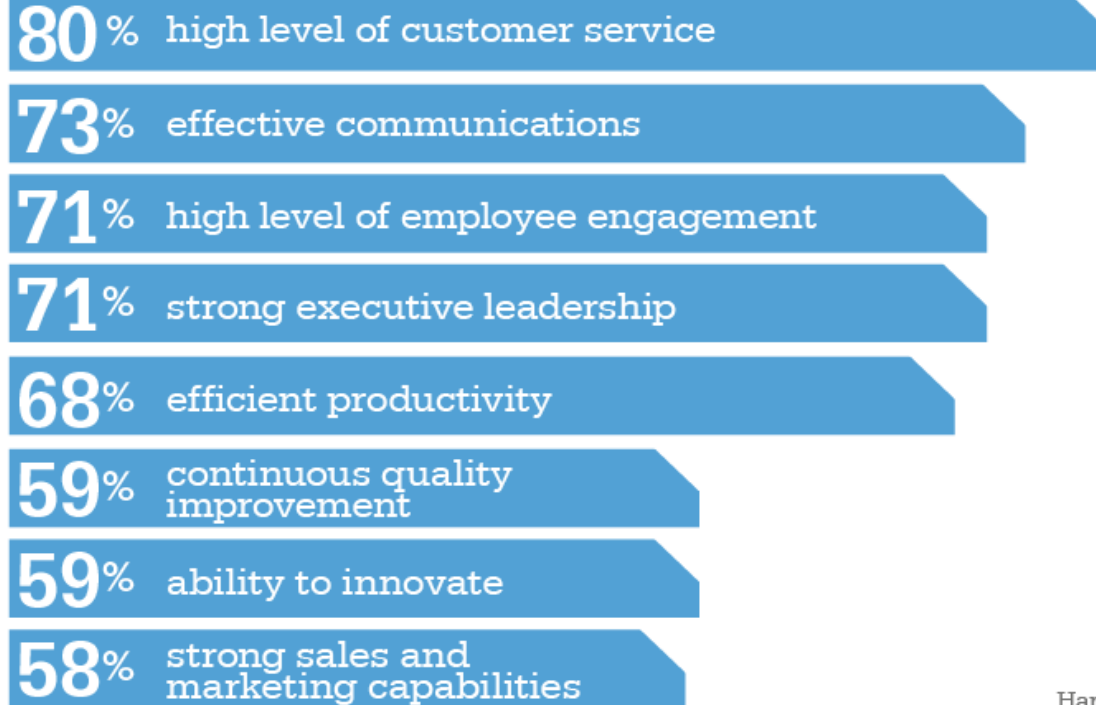 80% high level of customer service
73% effective communications
71% high level of employee engagement
71% strong executive leadership
68% efficient productivity
59% continuous quality
improvement
59% ability to innovate
58% strong sales and
marketing capabilities